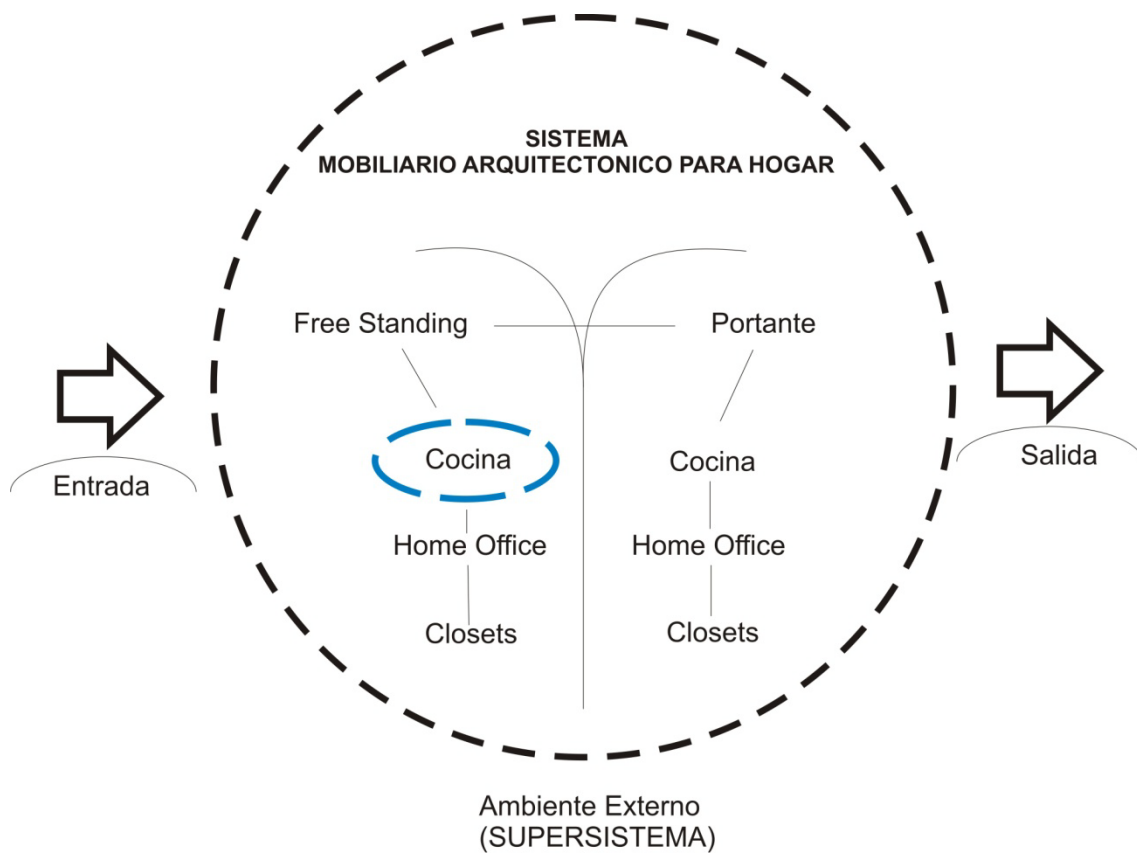 SISTEMA
MOBILIARIO ARQUITECTONICO PARA HOGAR
Free Standing
Portante
Entrada
Cocina
Cocina
Salida
Home Office
Home Office
Closets
Closets
Ambiente Externo
(SUPERSISTEMA)